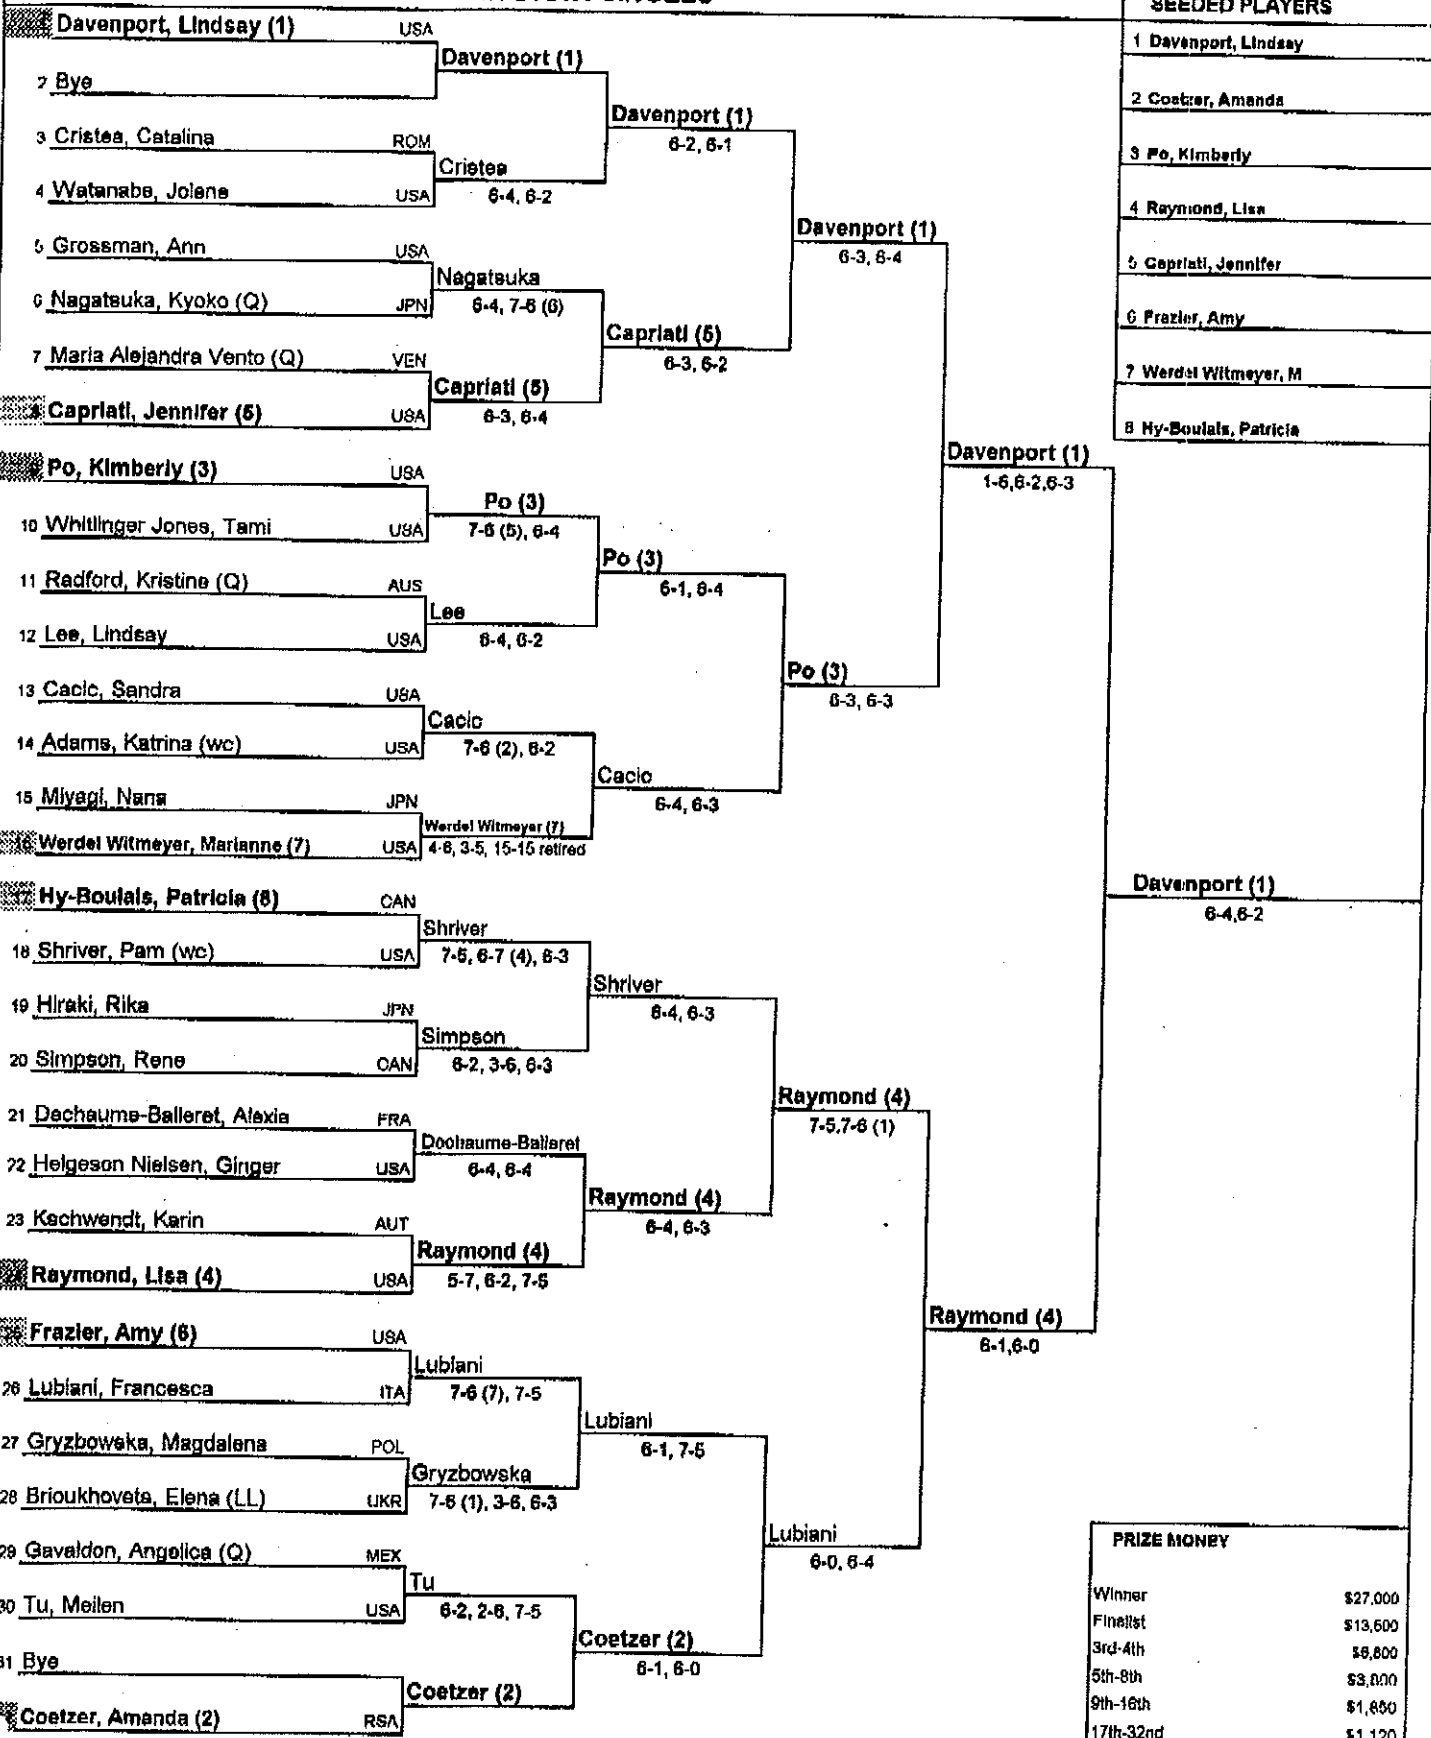 SEEDED PLAYERS
Davenport, Lindsay (1) USA
2 Bye
3 Cristea, Catalina ROM
4 Watanabe, Jolene USA
5 Grossman, Ann USA
6 Nagatsuka, Kyoko (Q) JPN
7 Maria Alejandra Vento (Q) VEN
8 Capriati, Jennifer (5) USA
Po, Kimberly (3) USA
10 Whitlinger Jones, Tami USA
11 Radford, Kristine (Q) AUS
12 Lee, Lindsay USA
13 Cacic, Sandra USA
14 Adams, Katrina (wc) USA
15 Miyagi, Nana JPN
16 Werdel Witmeyer, Marianne (7) USA
17 Hy-Boulais, Patricia (8) CAN
18 Shriver, Pam (wc) USA
19 Hiraki, Rika JPN
20 Simpson, Rene CAN
21 Dechaume-Balleret, Alexia FRA
22 Helgeson Nielsen, Ginger USA
23 Kschwendt, Karin AUT
24 Raymond, Lisa (4) USA
25 Frazier, Amy (6) USA
26 Lubiani, Francesca ITA
27 Gryzbowska, Magdalena POL
28 Brioukhovets, Elena (LL) UKR
29 Gavaldon, Angelica (Q) MEX
30 Tu, Meilen USA
31 Bye
Coetzer, Amanda (2) RSA
Davenport (1)
Cristea
6-4, 6-2
Nagatsuka
6-4, 7-6 (6)
Capriati (5)
6-3, 6-4
Po (3)
7-6 (5), 6-4
Lee
6-4, 6-2
Cacic
7-6 (2), 6-2
Werdel Witmeyer (7)
4-6, 3-5, 15-15 retired
Shriver
7-5, 6-7 (4), 6-3
Simpson
6-2, 3-6, 6-3
Dechaume-Balleret
6-4, 6-4
Raymond (4)
5-7, 6-2, 7-5
Lubiani
7-6 (7), 7-5
Gryzbowska
7-6 (1), 3-6, 6-3
Tu
6-2, 2-6, 7-5
Coetzer (2)
Davenport (1)
6-2, 6-1
Capriati (5)
6-3, 6-2
Po (3)
6-1, 6-4
Cacic
6-4, 6-3
Shriver
6-4, 6-3
Raymond (4)
6-4, 6-3
Lubiani
6-1, 7-5
Coetzer (2)
6-1, 6-0
Davenport (1)
6-3, 6-4
Po (3)
6-3, 6-3
Raymond (4)
7-5,7-6 (1)
Lubiani
6-0, 6-4
Davenport (1)
1-6,6-2,6-3
Raymond (4)
6-1,6-0
Davenport (1)
6-4,6-2
1 Davenport, Lindsay
2 Coetzer, Amanda
3 Po, Kimberly
4 Raymond, Lisa
5 Capriati, Jennifer
6 Frazier, Amy
7 Werdel Witmeyer, M
8 Hy-Boulais, Patricia
PRIZE MONEY
Winner $27,000
Finalist $13,500
3rd-4th $6,800
5th-8th
9th-16th
17th-32nd $1,120